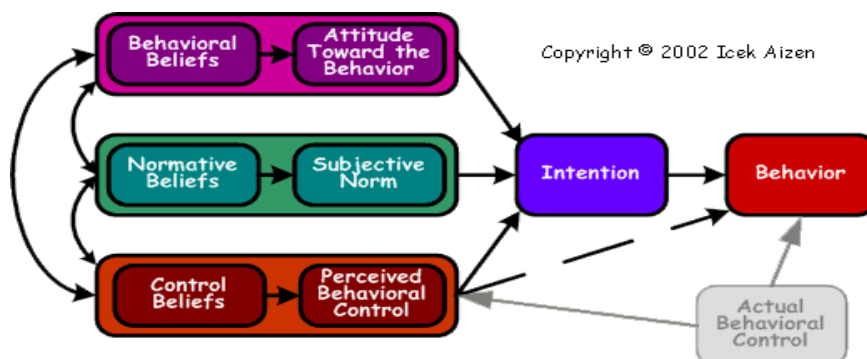 Behavioral
Beliefs
Attitude
Toward the
Behavior
Copyright © 2002 Icek Aizen
Normative
Beliefs
Subjective
Norm
Intention
Behavior
Control
Beliefs
Perceived
Behavioral
Control
Actual
Behavioral
Control